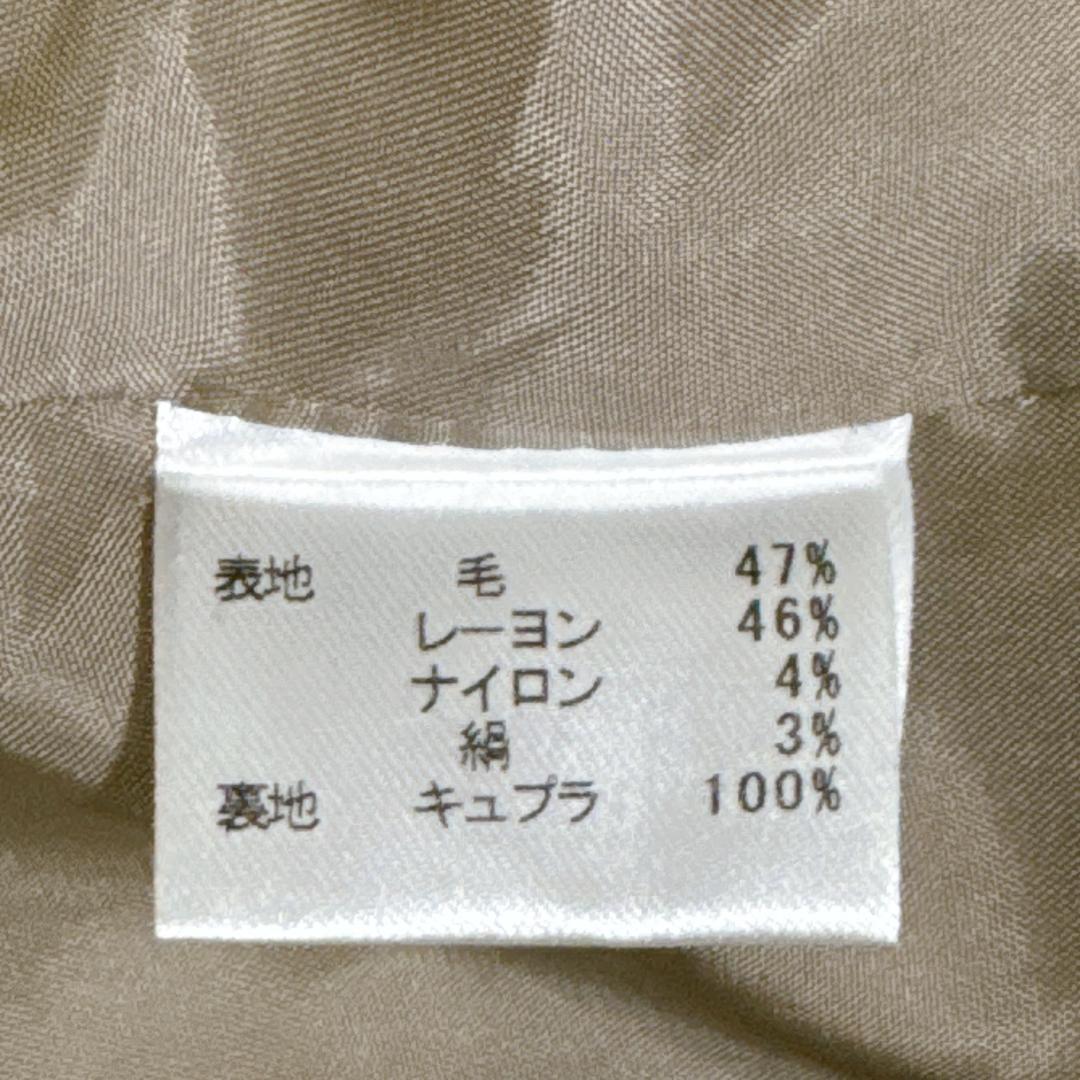 表地 毛 47%
レーヨン 46%
ナイロン 4%
絹 3%
裏地 キュプラ 100%